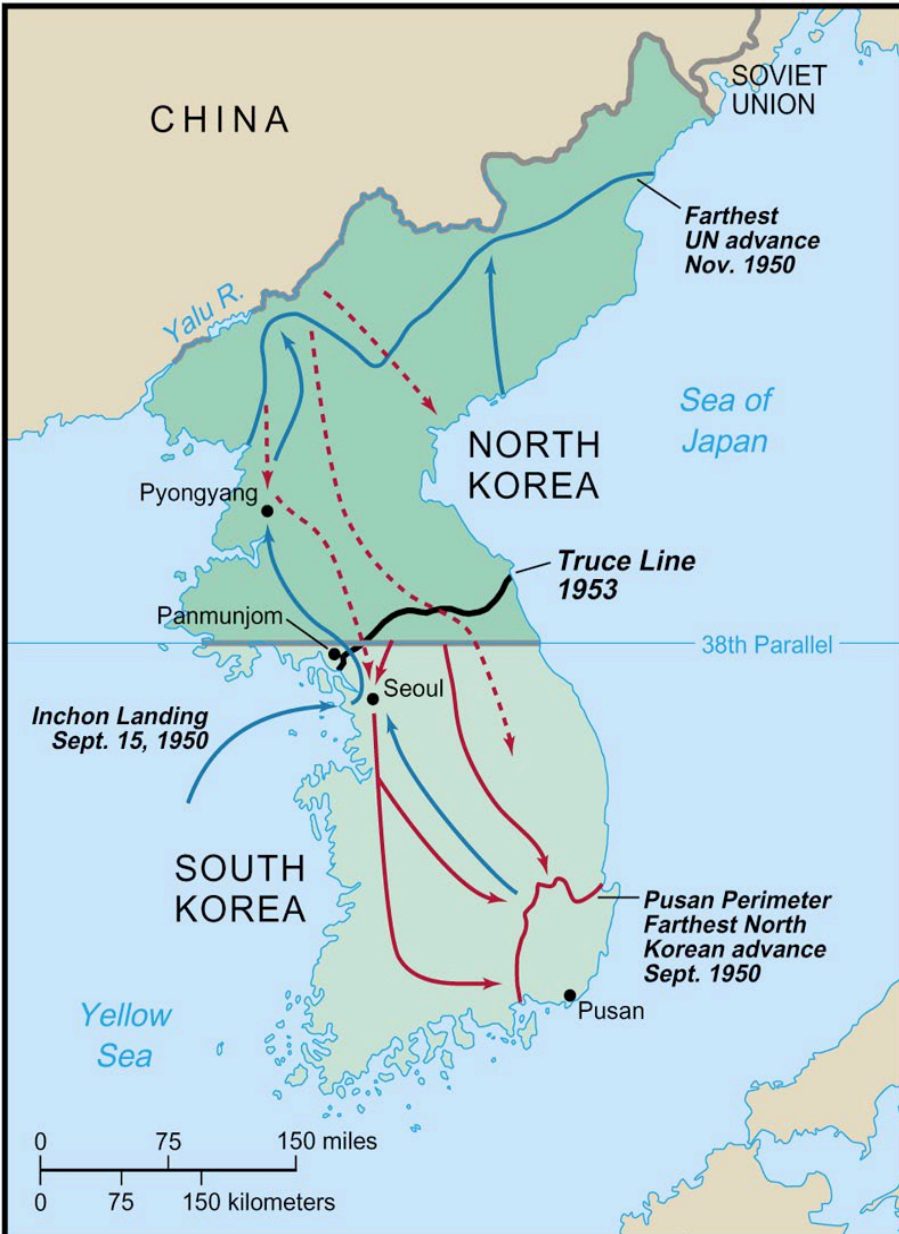 CHINA
SOVIET
UNION
Farthest
UN advance
Nov. 1950
Yalu R.
Sea of
Japan
NORTH
KOREA
Pyongyang
Truce Line
1953
Panmunjom
38th Parallel
Seoul
Inchon Landing
Sept. 15, 1950
SOUTH
KOREA
Pusan Perimeter
Farthest North
Korean advance
Sept. 1950
Pusan
Yellow
Sea
0 75 150 miles
0 75 150 kilometers